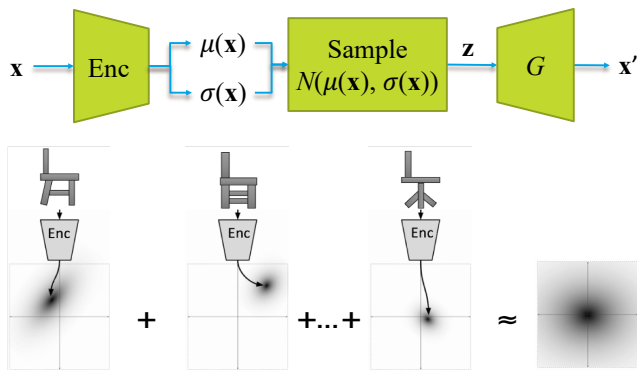 x
Enc
μ(x)
σ(x)
Sample
N(μ(x), σ(x))
z
G
x′
Enc
Enc
Enc
+
+...+
≈